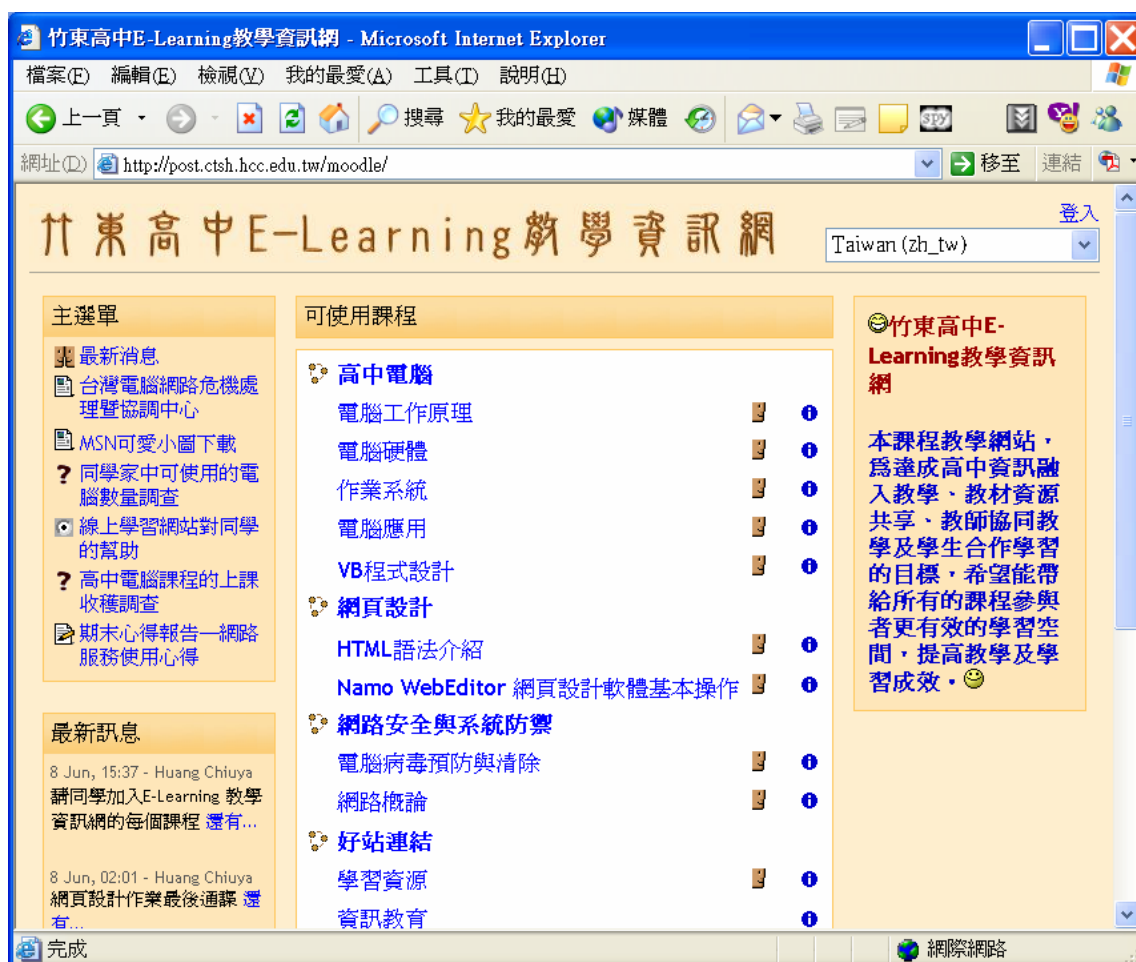 竹東高中E-Learning教學資訊網 - Microsoft Internet Explorer
檔案(F) 編輯(E) 檢視(V) 我的最愛(A) 工具(T) 說明(H)
上一頁 搜尋 我的最愛 媒體 SPY
網址(D) http://post.ctsh.hcc.edu.tw/moodle/ 移至 連結
登入
竹東高中E-Learning教學資訊網
Taiwan (zh_tw)
主選單
最新消息
台灣電腦網路危機處
理暨協調中心
MSN可愛小圖下載
同學家中可使用的電
腦數量調查
線上學習網站對同學
的幫助
高中電腦課程的上課
收穫調查
期末心得報告一網路
服務使用心得
最新訊息
8 Jun, 15:37 - Huang Chiuya
請同學加入E-Learning 教學
資訊網的每個課程 還有...
8 Jun, 02:01 - Huang Chiuya
網頁設計作業最後通牒 還
有...
可使用課程
高中電腦
電腦工作原理
電腦硬體
作業系統
電腦應用
VB程式設計
網頁設計
HTML語法介紹
Namo WebEditor 網頁設計軟體基本操作
網路安全與系統防禦
電腦病毒預防與清除
網路概論
好站連結
學習資源
資訊教育
竹東高中E-
Learning教學資訊
網
本課程教學網站，
為達成高中資訊融
入教學、教材資源
共享、教師協同教
學及學生合作學習
的目標，希望能帶
給所有的課程參與
者更有效的學習空
間，提高教學及學
習成效。
完成
網際網路